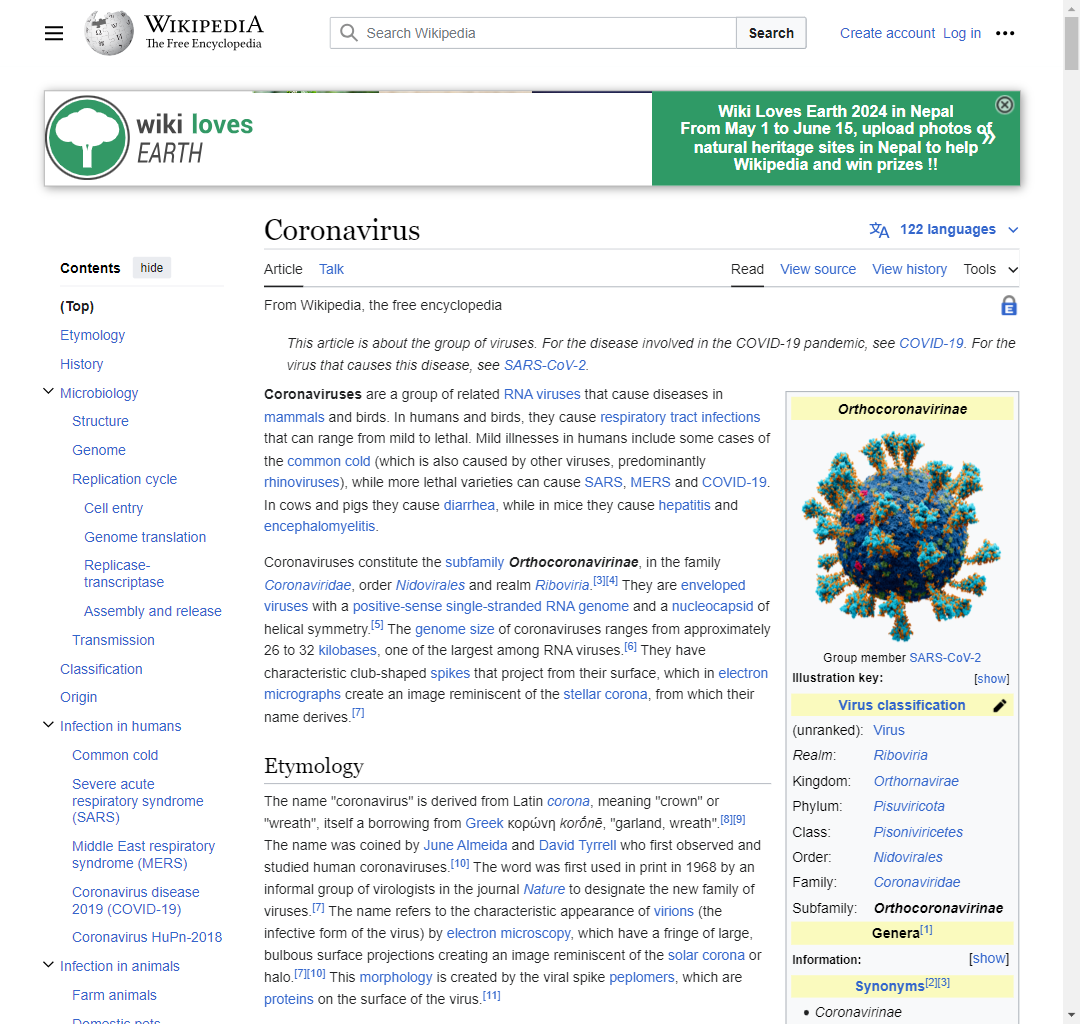 WIKIPEDIA
The Free Encyclopedia
Search Wikipedia
Search
Create account
Log in
wiki loves
EARTH
Wiki Loves Earth 2024 in Nepal
From May 1 to June 15, upload photos of
natural heritage sites in Nepal to help
Wikipedia and win prizes !!
»
Contents
hide
(Top)
Etymology
History
Microbiology
Structure
Genome
Replication cycle
Cell entry
Genome translation
Replicase-
transcriptase
Assembly and release
Transmission
Classification
Origin
Infection in humans
Common cold
Severe acute
respiratory syndrome
(SARS)
Middle East respiratory
syndrome (MERS)
Coronavirus disease
2019 (COVID-19)
Coronavirus HuPn-2018
Infection in animals
Farm animals
Domestic pets
Coronavirus
122 languages
Article
Talk
Read
View source
View history
Tools
From Wikipedia, the free encyclopedia
E
This article is about the group of viruses. For the disease involved in the COVID-19 pandemic, see COVID-19. For the
virus that causes this disease, see SARS-CoV-2.
Coronaviruses are a group of related RNA viruses that cause diseases in
mammals and birds. In humans and birds, they cause respiratory tract infections
that can range from mild to lethal. Mild illnesses in humans include some cases of
the common cold (which is also caused by other viruses, predominantly
rhinoviruses), while more lethal varieties can cause SARS, MERS and COVID-19.
In cows and pigs they cause diarrhea, while in mice they cause hepatitis and
encephalomyelitis.
Coronaviruses constitute the subfamily Orthocoronavirinae, in the family
Coronaviridae, order Nidovirales and realm Riboviria.[3][4] They are enveloped
viruses with a positive-sense single-stranded RNA genome and a nucleocapsid of
helical symmetry.[5] The genome size of coronaviruses ranges from approximately
26 to 32 kilobases, one of the largest among RNA viruses.[6] They have
characteristic club-shaped spikes that project from their surface, which in electron
micrographs create an image reminiscent of the stellar corona, from which their
name derives.[7]
Etymology
The name "coronavirus" is derived from Latin corona, meaning "crown" or
"wreath", itself a borrowing from Greek κορώνη korṓnē, "garland, wreath".[8][9]
The name was coined by June Almeida and David Tyrrell who first observed and
studied human coronaviruses.[10] The word was first used in print in 1968 by an
informal group of virologists in the journal Nature to designate the new family of
viruses.[7] The name refers to the characteristic appearance of virions (the
infective form of the virus) by electron microscopy, which have a fringe of large,
bulbous surface projections creating an image reminiscent of the solar corona or
halo.[7][10] This morphology is created by the viral spike peplomers, which are
proteins on the surface of the virus.[11]
Orthocoronavirinae
Group member SARS-CoV-2
Illustration key: [show]
Virus classification
(unranked): Virus
Realm: Riboviria
Kingdom: Orthornavirae
Phylum: Pisuviricota
Class: Pisoniviricetes
Order: Nidovirales
Family: Coronaviridae
Subfamily: Orthocoronavirinae
Genera[1]
Information: [show]
Synonyms[2][3]
• Coronavirinae